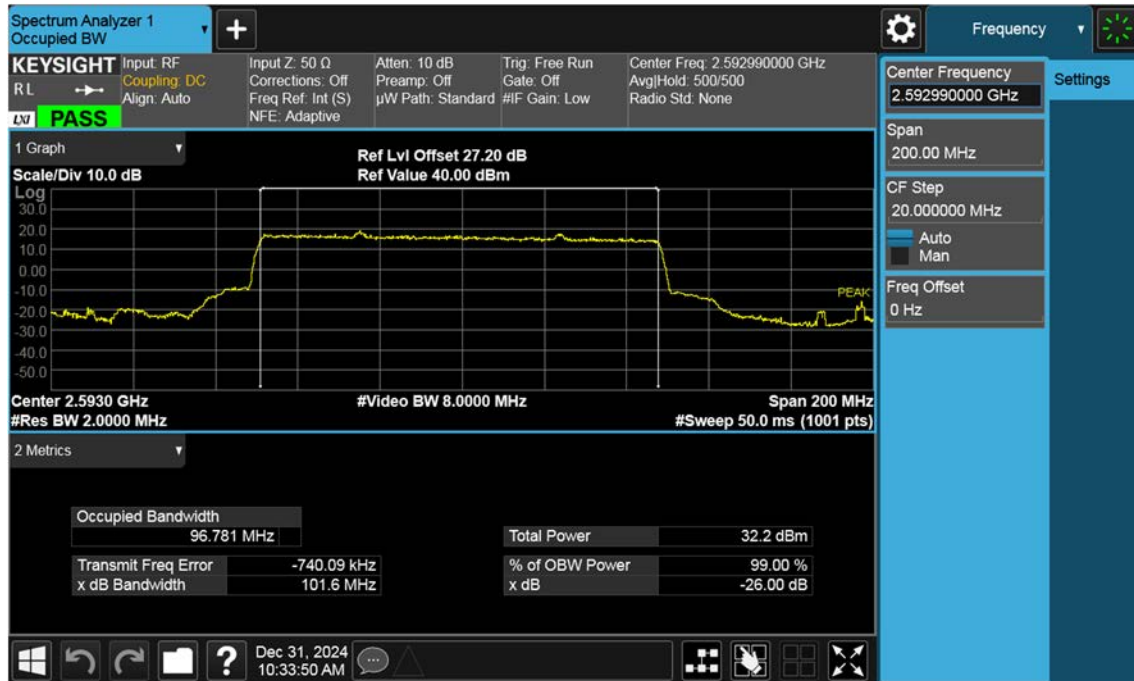 Spectrum Analyzer 1
Occupied BW
+
Frequency
KEYSIGHT
R L
LXI PASS
Input: RF
Coupling: DC
Align: Auto
Input Z: 50 Ω
Corrections: Off
Freq Ref: Int (S)
NFE: Adaptive
Atten: 10 dB
Preamp: Off
µW Path: Standard
Trig: Free Run
Gate: Off
#IF Gain: Low
Center Freq: 2.592990000 GHz
Avg|Hold: 500/500
Radio Std: None
Center Frequency
2.592990000 GHz
Settings
Span
200.00 MHz
CF Step
20.000000 MHz
Auto
Man
Freq Offset
0 Hz
1 Graph
Scale/Div 10.0 dB
Ref Lvl Offset 27.20 dB
Ref Value 40.00 dBm
Log
30.0
20.0
10.0
0.00
-10.0
-20.0
-30.0
-40.0
-50.0
PEAK
Center 2.5930 GHz
#Res BW 2.0000 MHz
#Video BW 8.0000 MHz
Span 200 MHz
#Sweep 50.0 ms (1001 pts)
2 Metrics
Occupied Bandwidth
96.781 MHz
Total Power 32.2 dBm
Transmit Freq Error -740.09 kHz
% of OBW Power 99.00 %
x dB Bandwidth 101.6 MHz
x dB -26.00 dB
?
Dec 31, 2024
10:33:50 AM